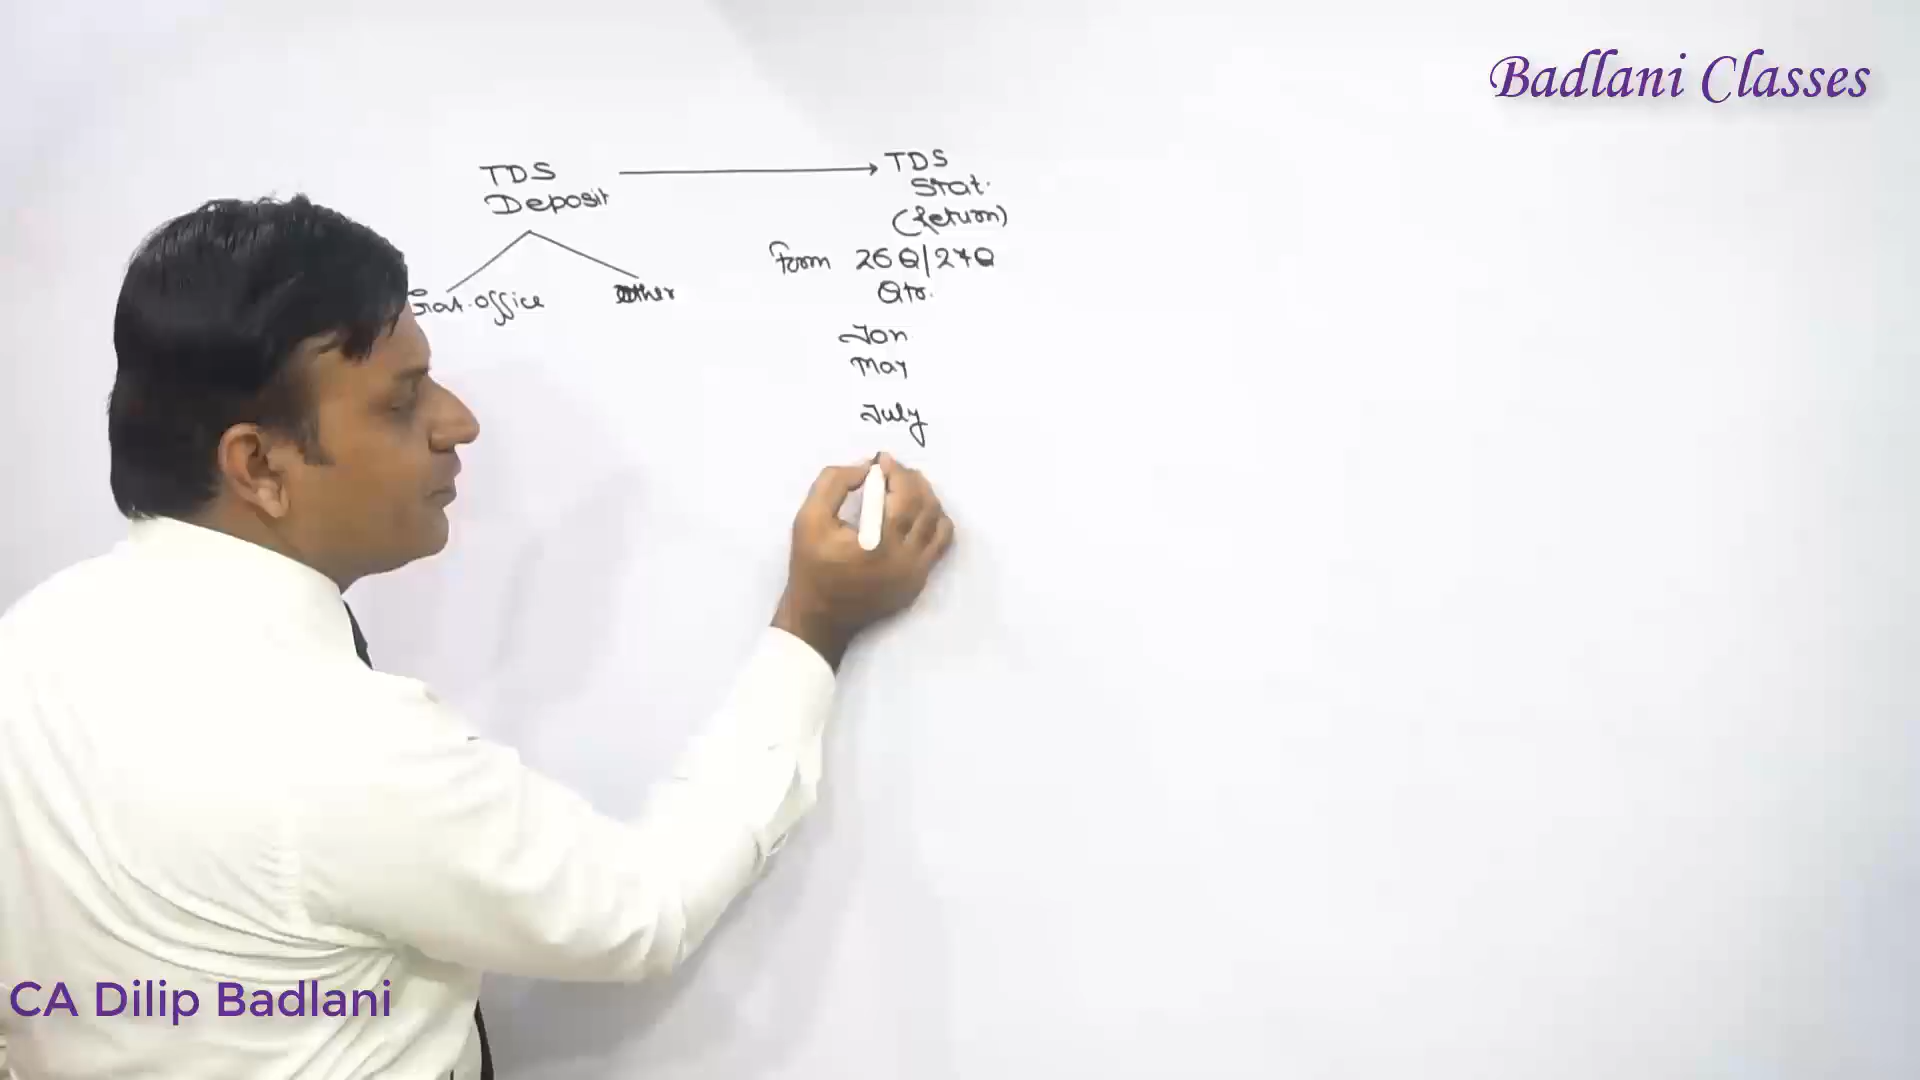 Badlani Classes
TDS
Deposit
Govt. office
Other
TDS
Stat.
(Return)
Form 26Q/27Q
Qtr.
Jan
May
July
CA Dilip Badlani